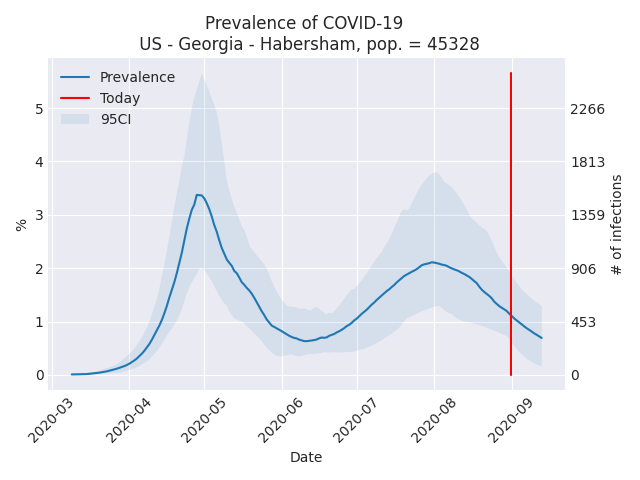 Prevalence of COVID-19
US - Georgia - Habersham, pop. = 45328
Prevalence
Today
95CI
5
4
3
2
1
0
%
2266
1813
1359
906
453
0
# of infections
2020-03
2020-04
2020-05
2020-06
2020-07
2020-08
2020-09
Date